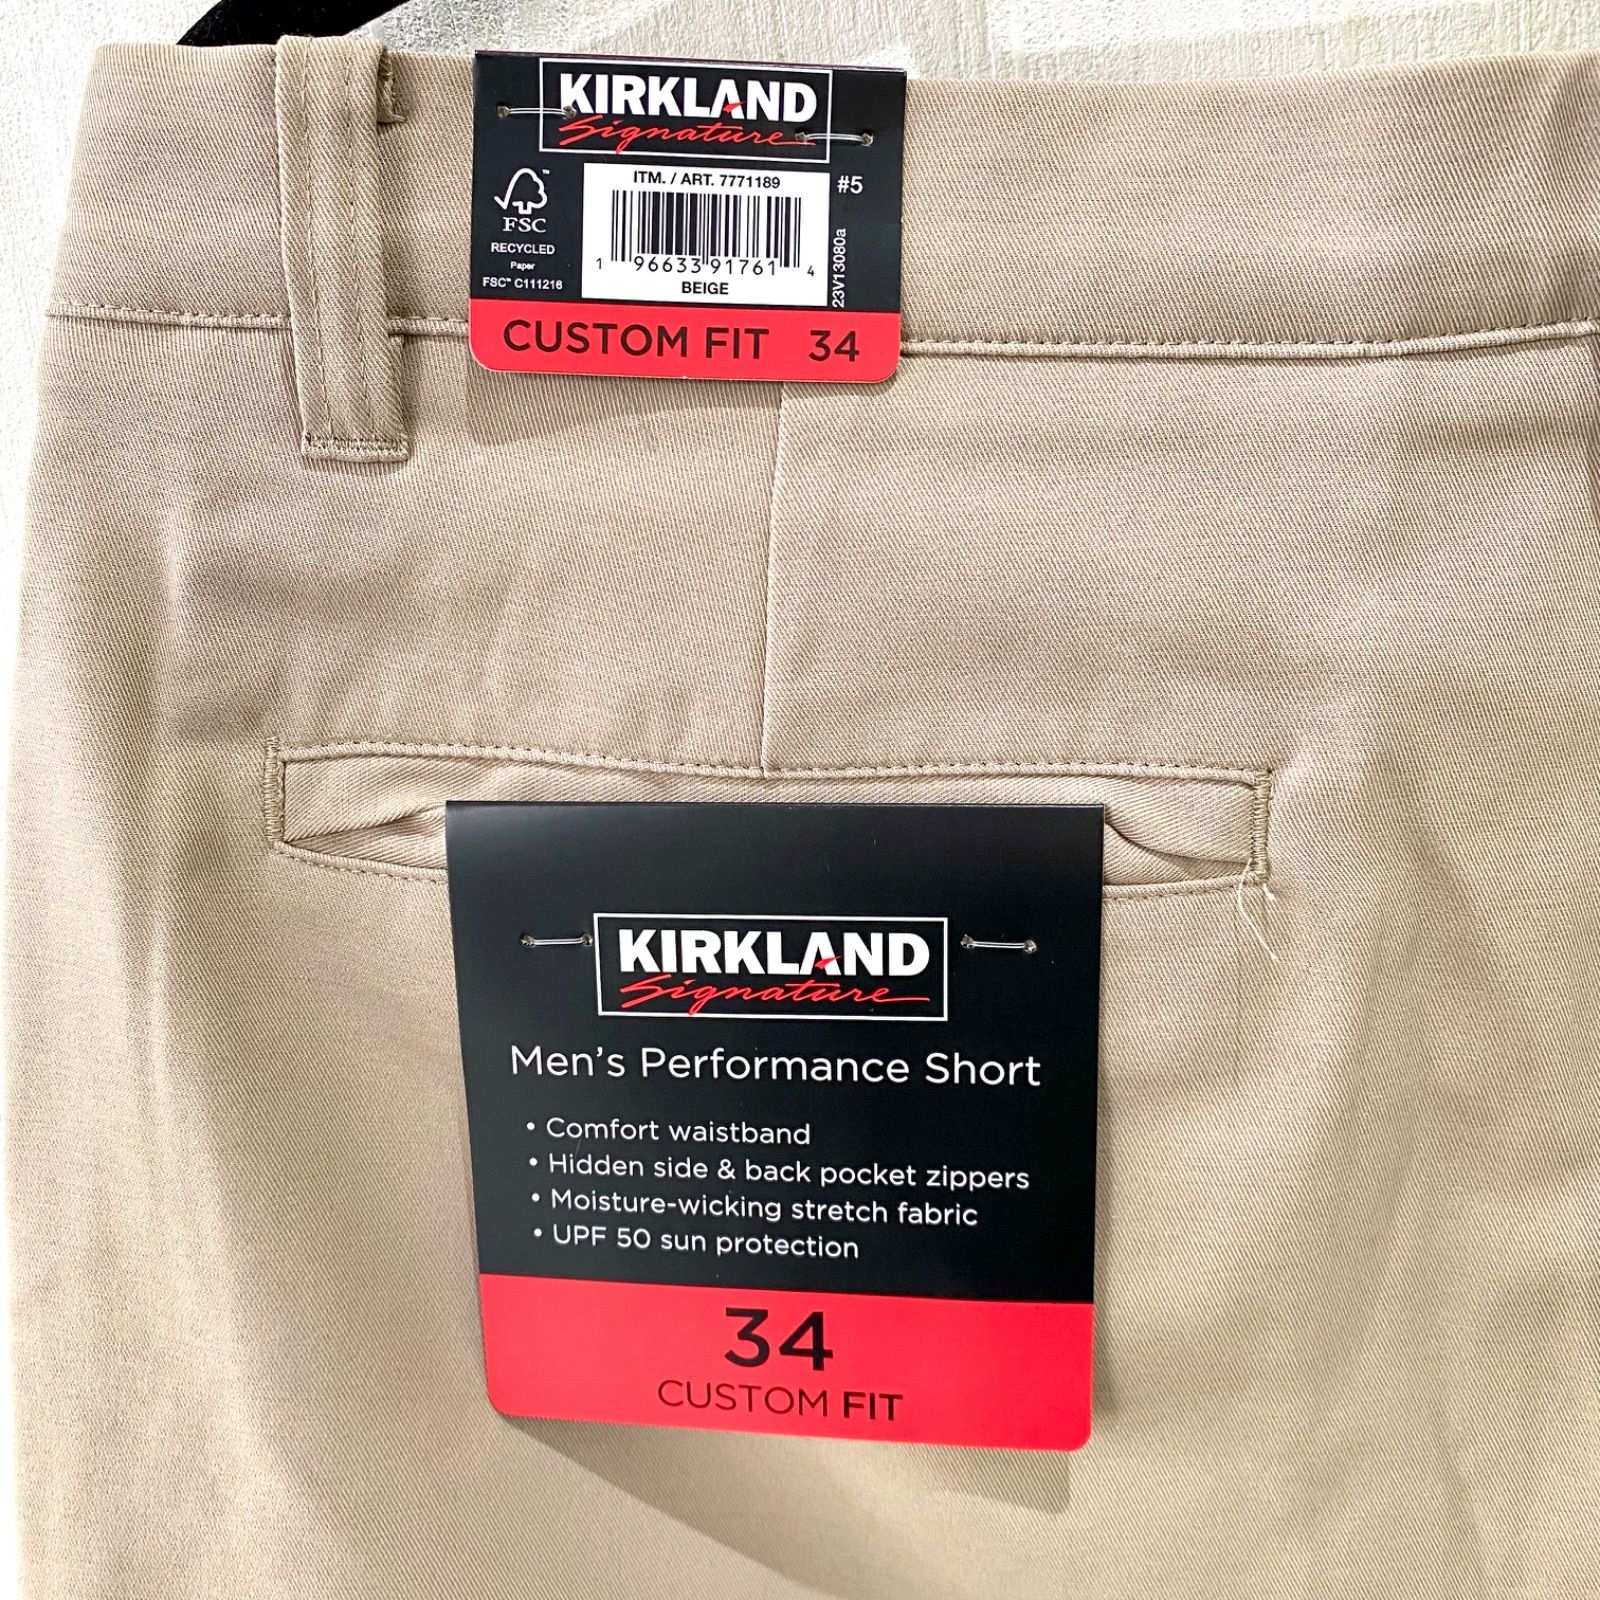 KIRKLAND
Signature
ITM. / ART. 7771189
#5
FSC
RECYCLED
Paper
FSC™ C111216
1 96633 91761 4
BEIGE
23V13080a
CUSTOM FIT 34
KIRKLAND
Signature
Men's Performance Short
• Comfort waistband
• Hidden side & back pocket zippers
• Moisture-wicking stretch fabric
• UPF 50 sun protection
34
CUSTOM FIT